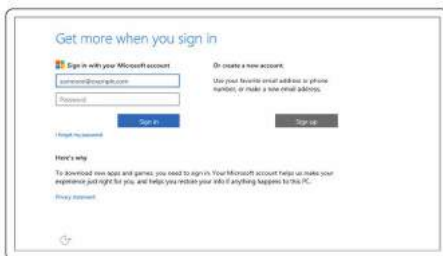 Get more when you sign in
Sign in with your Microsoft account
Or create a new account
someone@example.com
Use your favorite email address or phone
number, or make a new email address.
Password
Sign in
Sign up
I forgot my password
Here's why
To download new apps and games, you need to sign in. Your Microsoft account helps us make your
experience just right for you, and helps you restore your info if anything happens to this PC.
Privacy statement